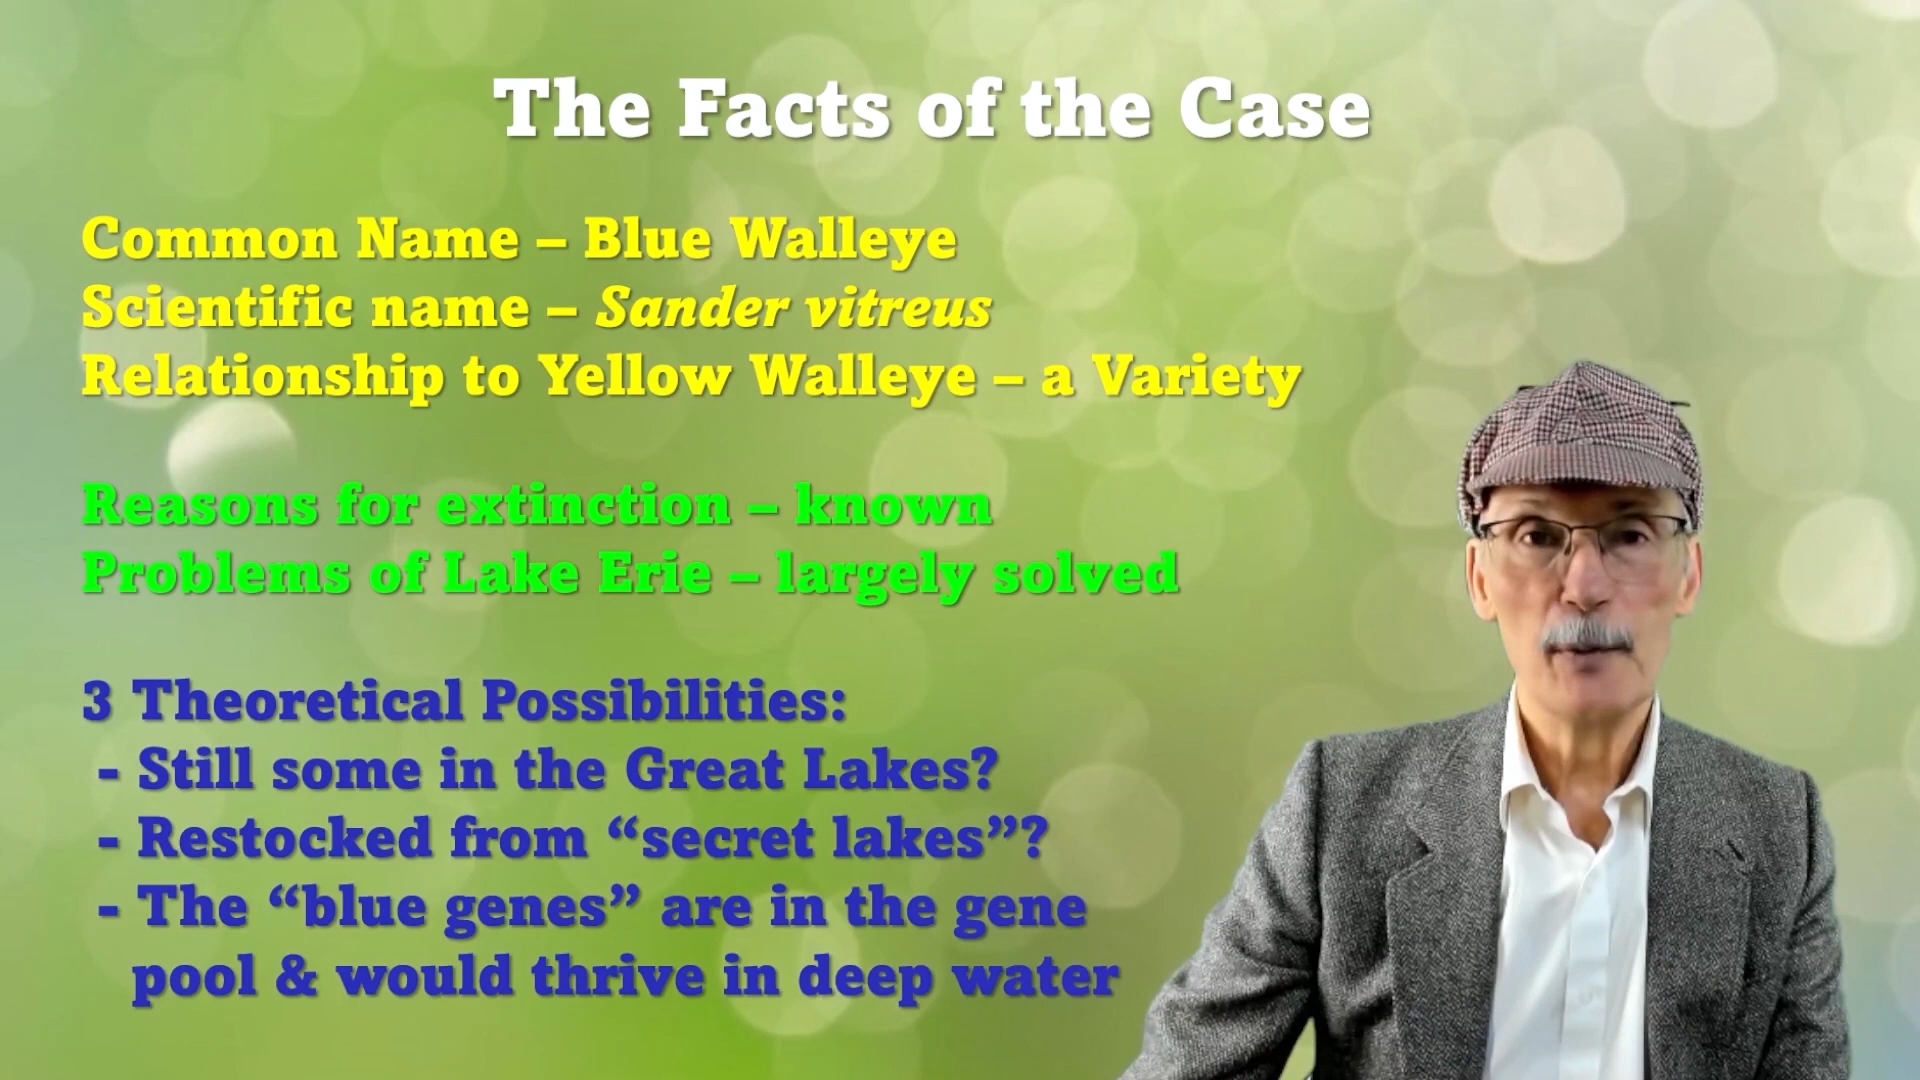 The Facts of the Case
Common Name – Blue Walleye
Scientific name – Sander vitreus
Relationship to Yellow Walleye – a Variety
Reasons for extinction – known
Problems of Lake Erie – largely solved
3 Theoretical Possibilities:
- Still some in the Great Lakes?
- Restocked from “secret lakes”?
- The “blue genes” are in the gene
pool & would thrive in deep water